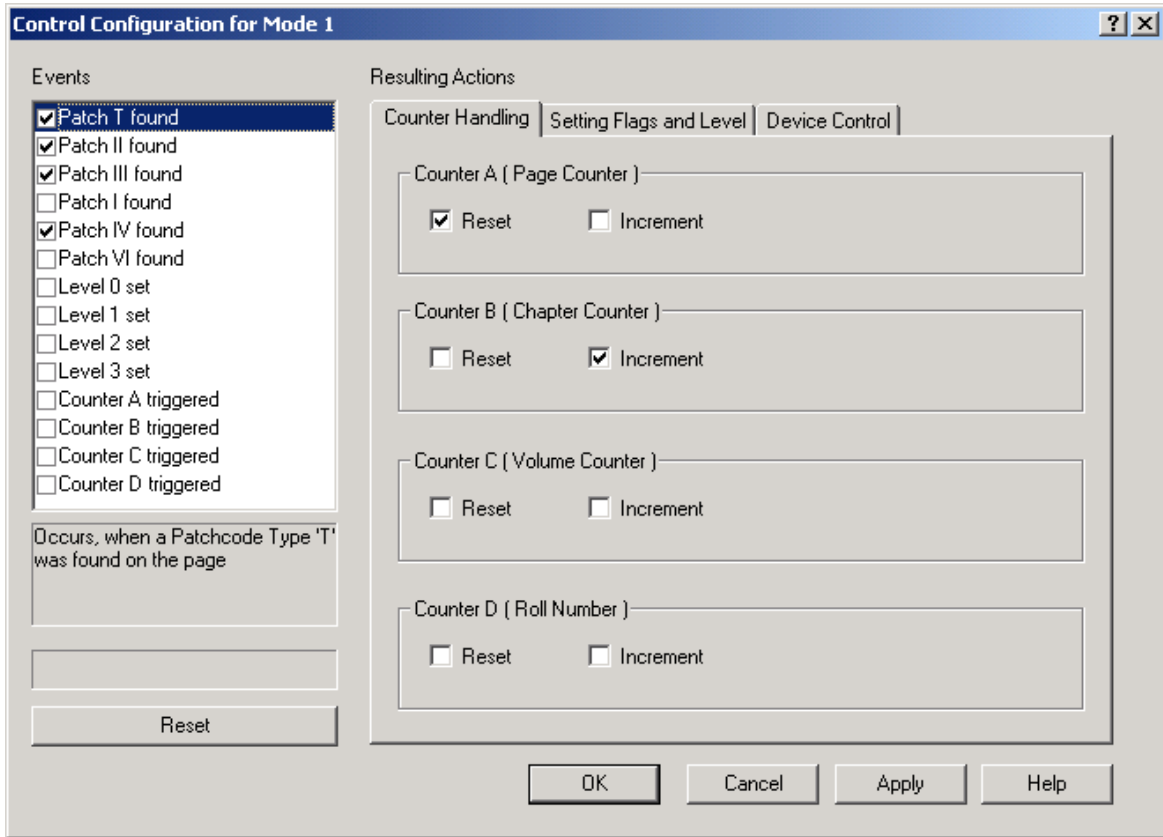 Control Configuration for Mode 1
Events
Patch T found
Patch II found
Patch III found
Patch I found
Patch IV found
Patch VI found
Level 0 set
Level 1 set
Level 2 set
Level 3 set
Counter A triggered
Counter B triggered
Counter C triggered
Counter D triggered
Occurs, when a Patchcode Type 'T'
was found on the page
Reset
Resulting Actions
Counter Handling Setting Flags and Level Device Control
Counter A ( Page Counter )
Reset Increment
Counter B ( Chapter Counter )
Reset Increment
Counter C ( Volume Counter )
Reset Increment
Counter D ( Roll Number )
Reset Increment
OK Cancel Apply Help